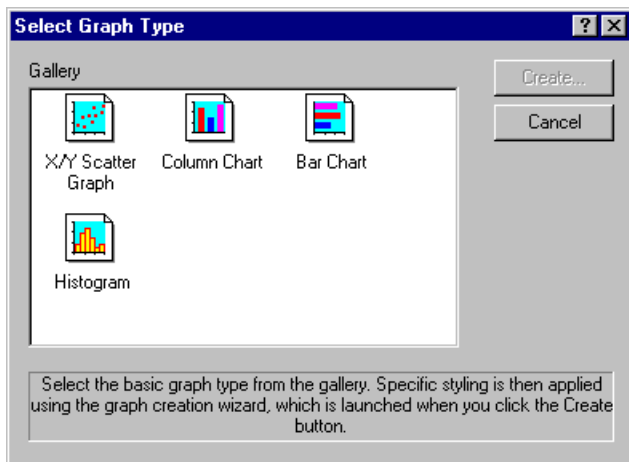 Select Graph Type
Gallery
Create...
Cancel
X/Y Scatter
Graph
Column Chart
Bar Chart
Histogram
Select the basic graph type from the gallery. Specific styling is then applied
using the graph creation wizard, which is launched when you click the Create
button.